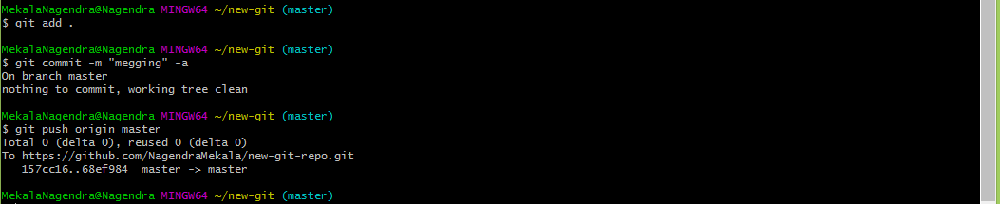 MekalaNagendra@Nagendra MINGW64 ~/new-git (master)
$ git add .
MekalaNagendra@Nagendra MINGW64 ~/new-git (master)
$ git commit -m "megging" -a
On branch master
nothing to commit, working tree clean
MekalaNagendra@Nagendra MINGW64 ~/new-git (master)
$ git push origin master
Total 0 (delta 0), reused 0 (delta 0)
To https://github.com/NagendraMekala/new-git-repo.git
   157cc16..68ef984  master -> master
MekalaNagendra@Nagendra MINGW64 ~/new-git (master)